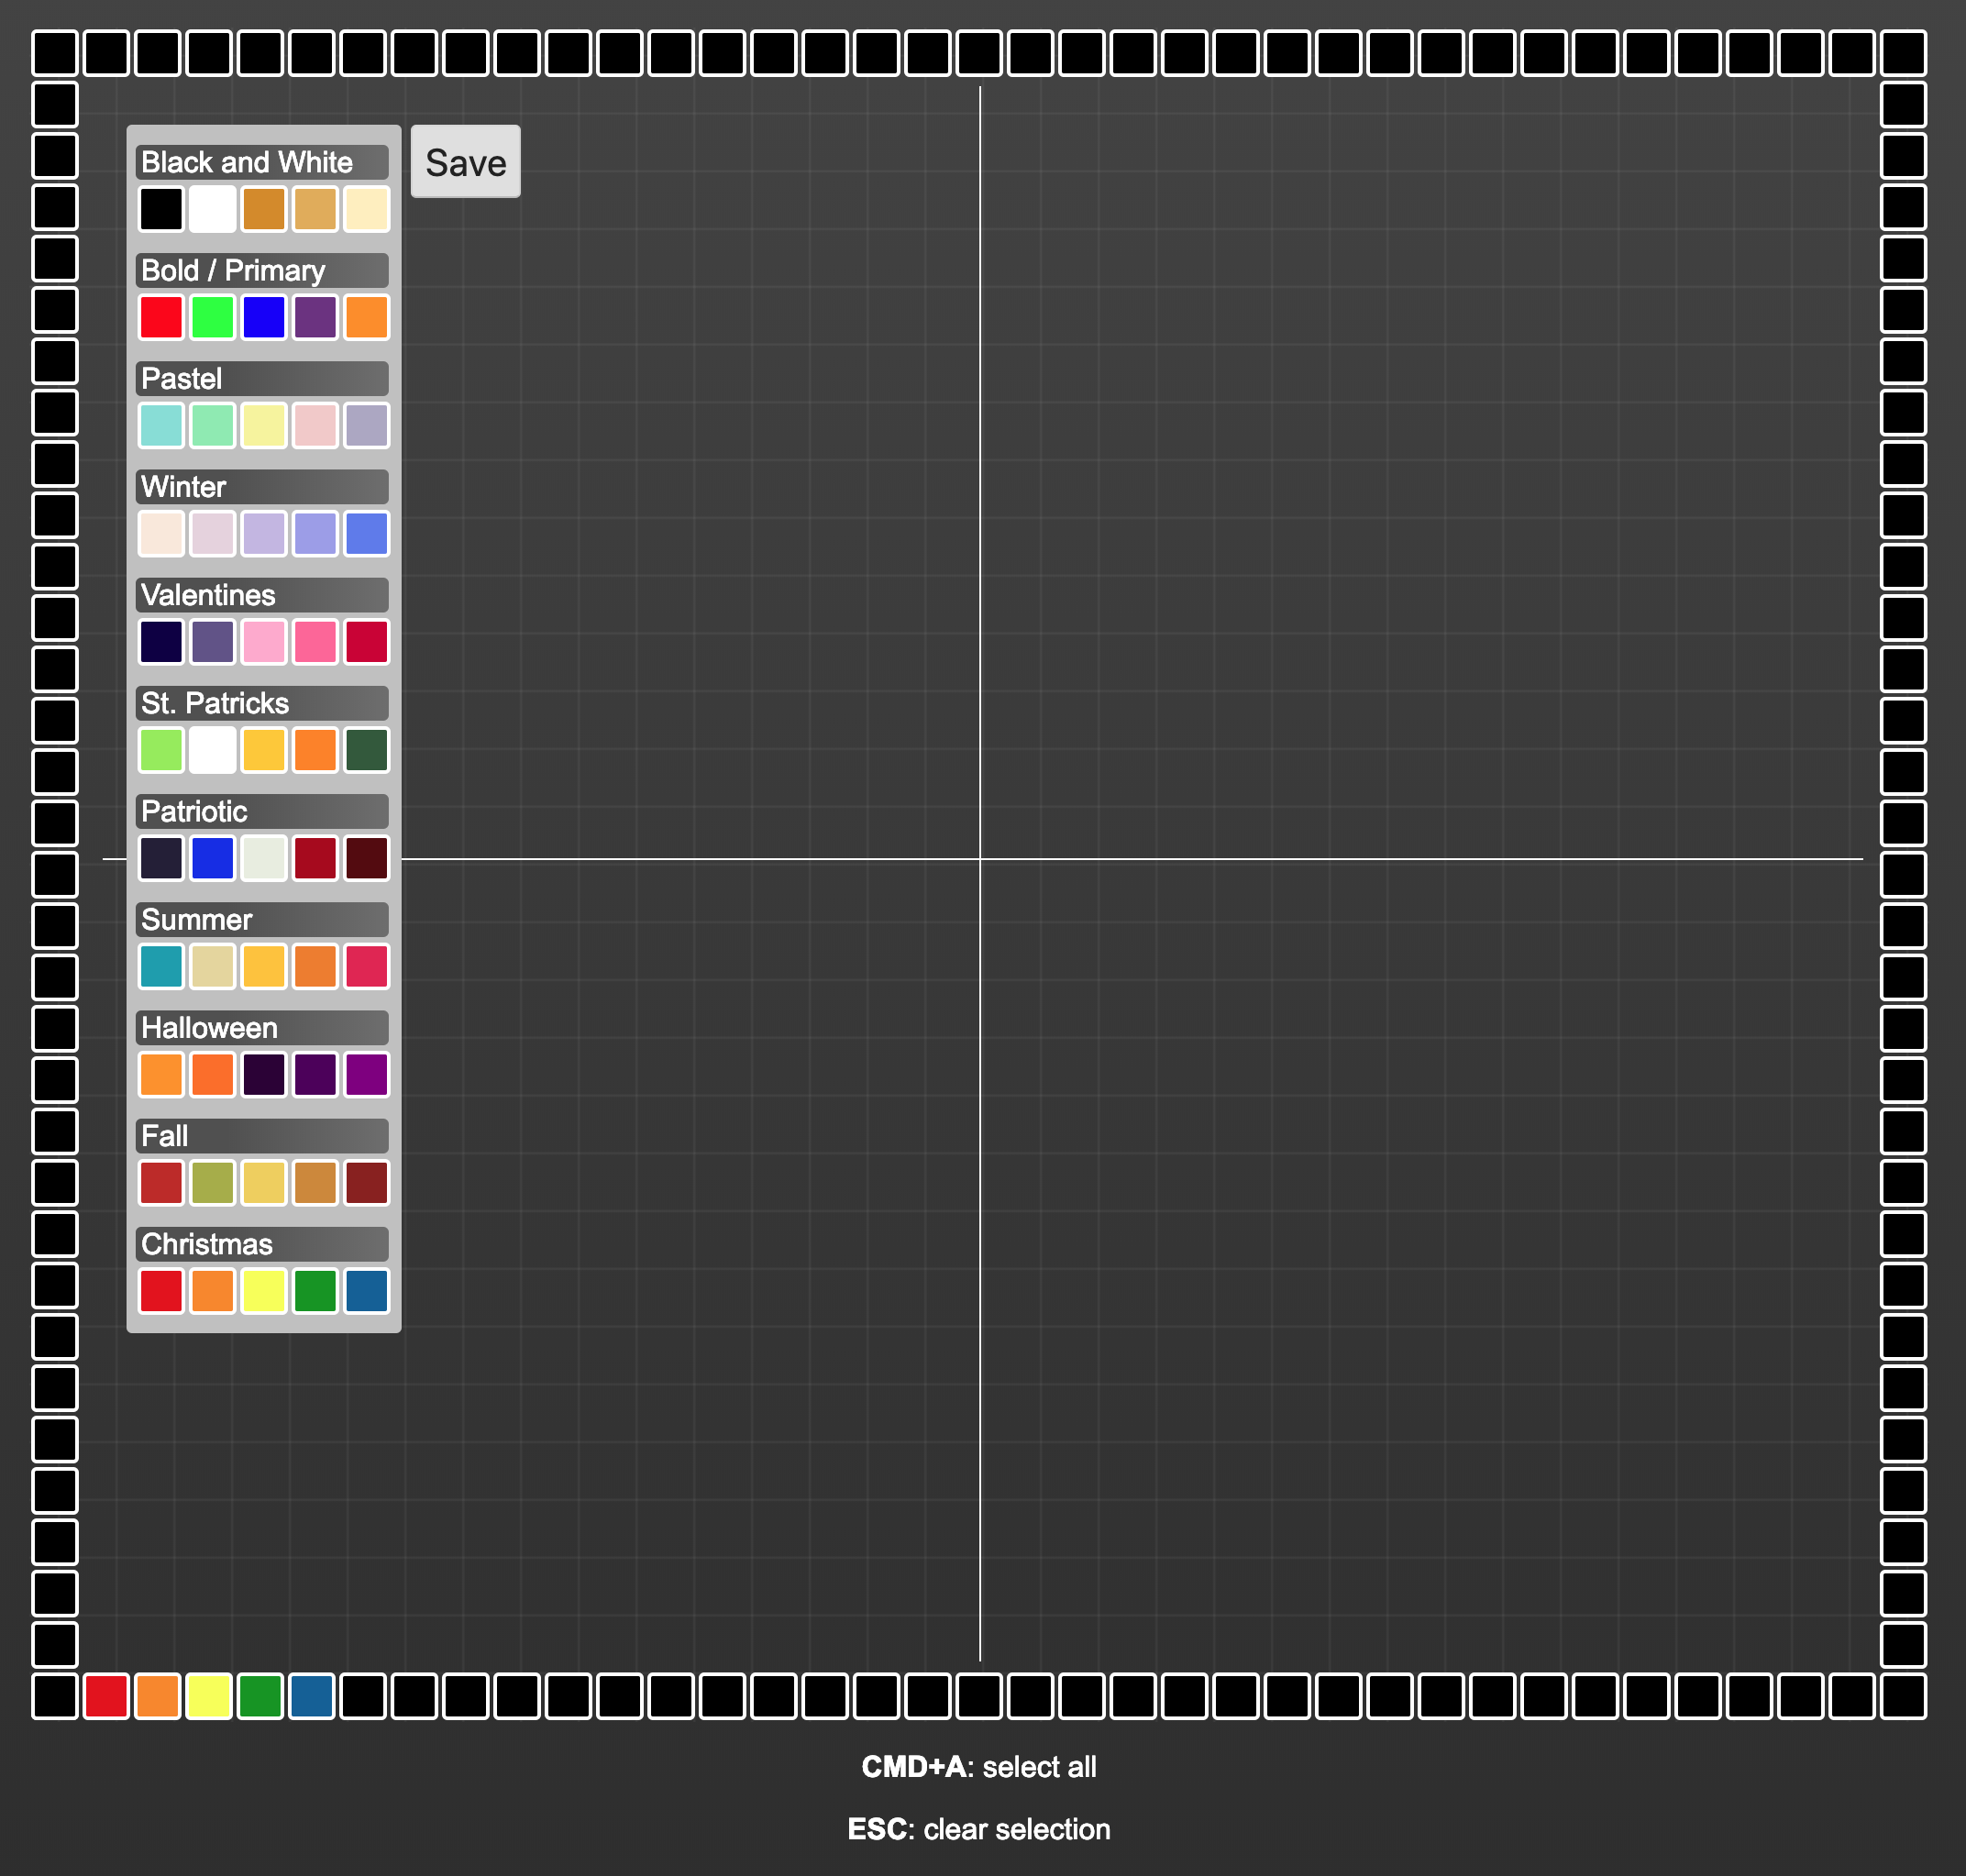 Black and White
Save
Bold / Primary
Pastel
Winter
Valentines
St. Patricks
Patriotic
Summer
Halloween
Fall
Christmas
CMD+A: select all
ESC: clear selection